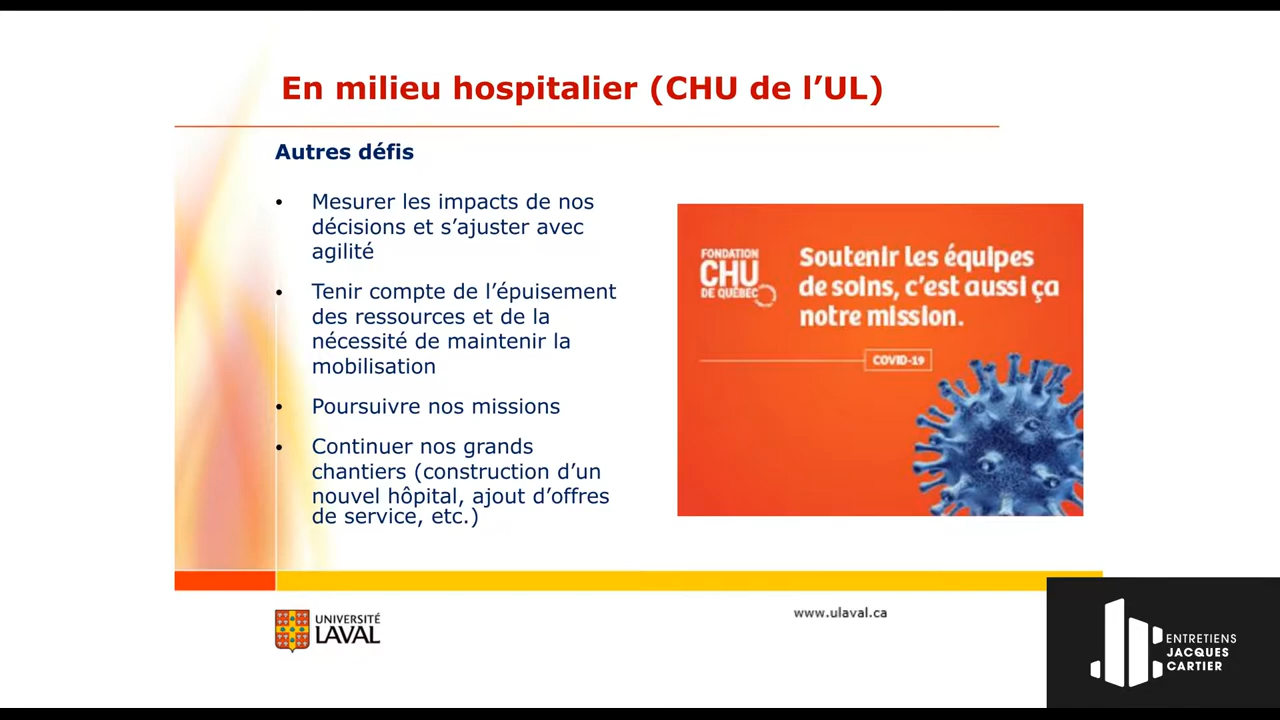 En milieu hospitalier (CHU de l’UL)
Autres défis
• Mesurer les impacts de nos
décisions et s’ajuster avec
agilité
• Tenir compte de l’épuisement
des ressources et de la
nécessité de maintenir la
mobilisation
• Poursuivre nos missions
• Continuer nos grands
chantiers (construction d’un
nouvel hôpital, ajout d’offres
de service, etc.)
FONDATION
CHU
DE QUÉBEC
Soutenir les équipes
de soins, c’est aussi ça
notre mission.
COVID-19
UNIVERSITÉ
LAVAL
www.ulaval.ca
ENTRETIENS
JACQUES
CARTIER